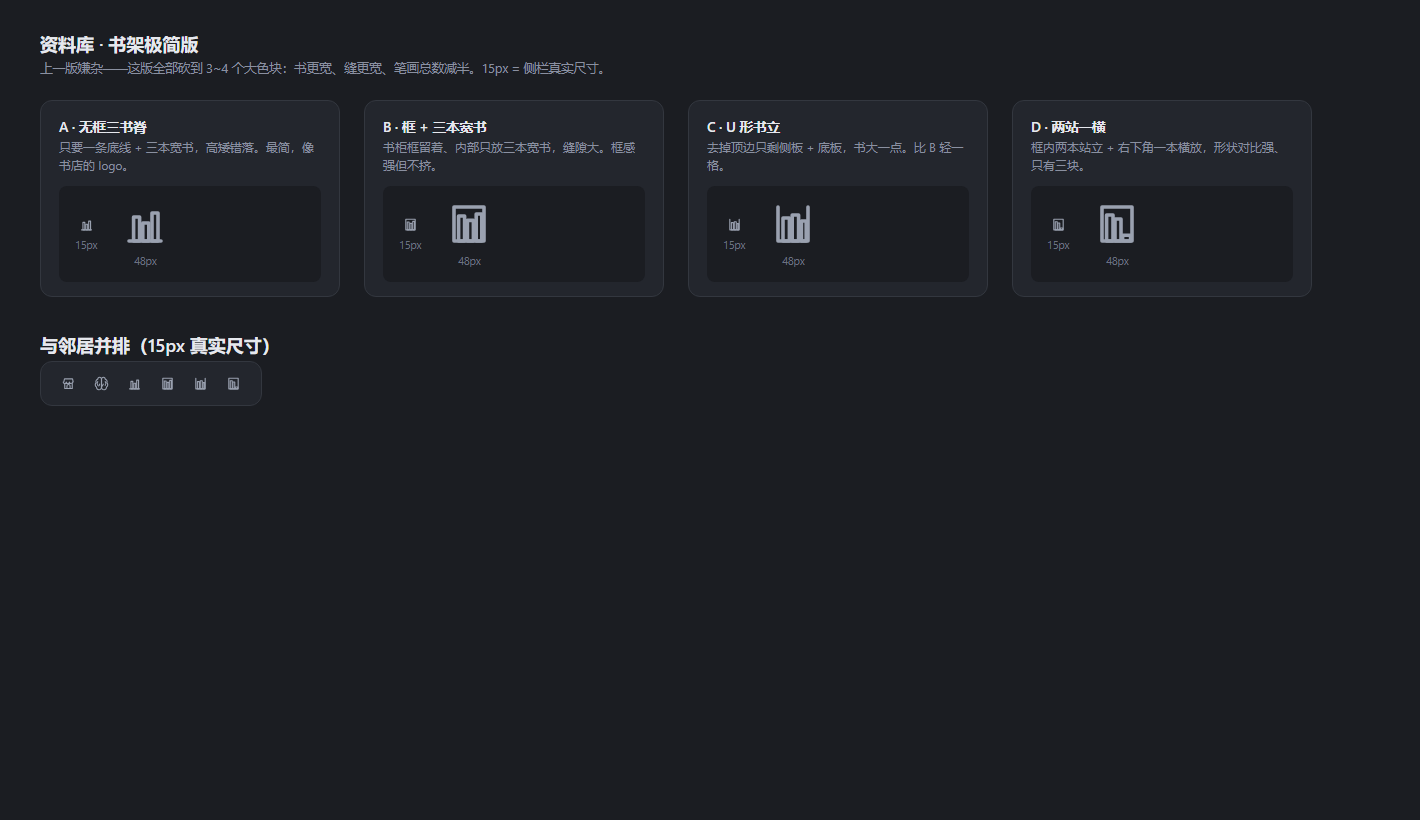 资料库 · 书架极简版
上一版嫌杂——这版全部砍到 3~4 个大色块：书更宽、缝更宽、笔画总数减半。15px = 侧栏真实尺寸。
A · 无框三书脊
只要一条底线 + 三本宽书，高矮错落。最简，像
书店的 logo。
15px
48px
B · 框 + 三本宽书
书柜框留着、内部只放三本宽书，缝隙大。框感
强但不挤。
15px
48px
C · U 形书立
去掉顶边只剩侧板 + 底板，书大一点。比 B 轻一
格。
15px
48px
D · 两站一横
框内两本站立 + 右下角一本横放，形状对比强、
只有三块。
15px
48px
与邻居并排（15px 真实尺寸）